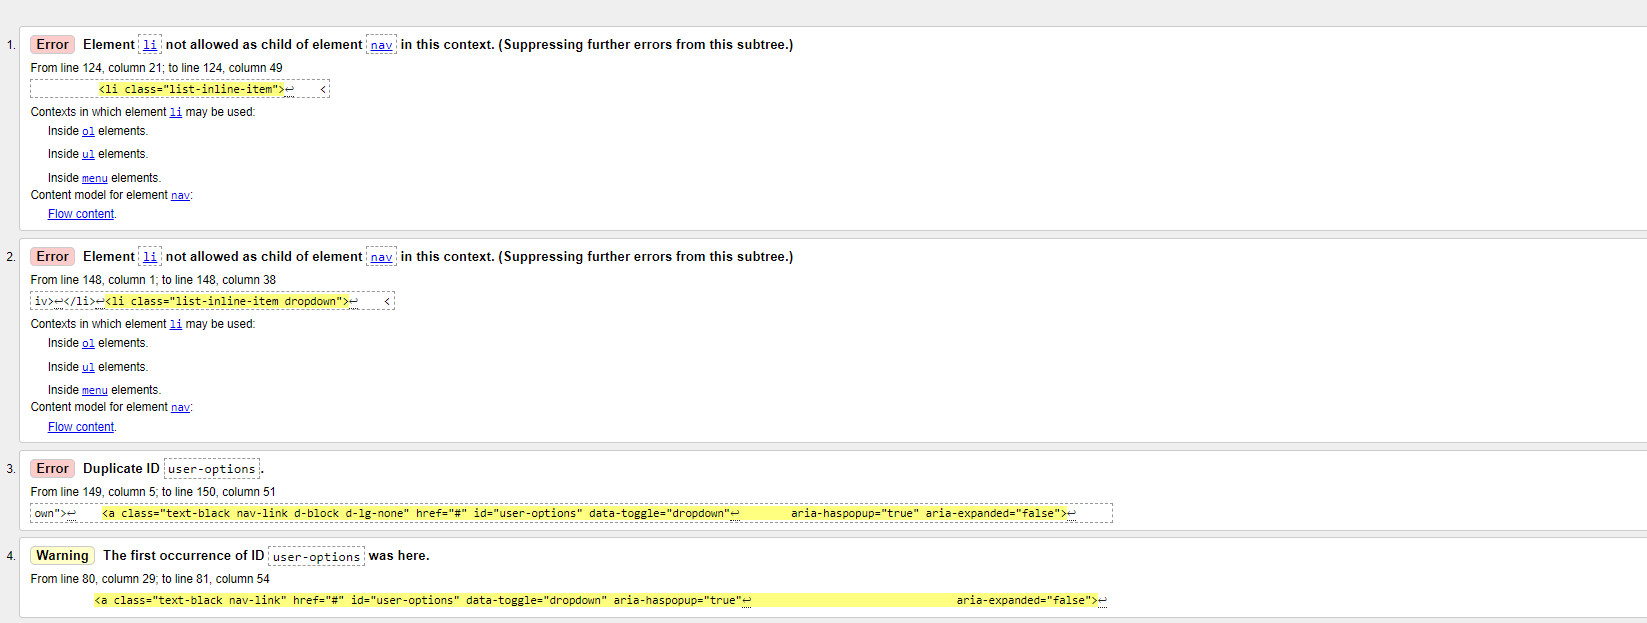 1. Error Element li not allowed as child of element nav in this context. (Suppressing further errors from this subtree.)
From line 124, column 21; to line 124, column 49
<li class="list-inline-item">↩ <
Contexts in which element li may be used:
Inside ol elements.
Inside ul elements.
Inside menu elements.
Content model for element nav:
Flow content.
2. Error Element li not allowed as child of element nav in this context. (Suppressing further errors from this subtree.)
From line 148, column 1; to line 148, column 38
iv>↩</li>↩<li class="list-inline-item dropdown">↩ <
Contexts in which element li may be used:
Inside ol elements.
Inside ul elements.
Inside menu elements.
Content model for element nav:
Flow content.
3. Error Duplicate ID user-options.
From line 149, column 5; to line 150, column 51
own">↩ <a class="text-black nav-link d-block d-lg-none" href="#" id="user-options" data-toggle="dropdown"↩ aria-haspopup="true" aria-expanded="false">↩
4. Warning The first occurrence of ID user-options was here.
From line 80, column 29; to line 81, column 54
<a class="text-black nav-link" href="#" id="user-options" data-toggle="dropdown" aria-haspopup="true"↩ aria-expanded="false">↩